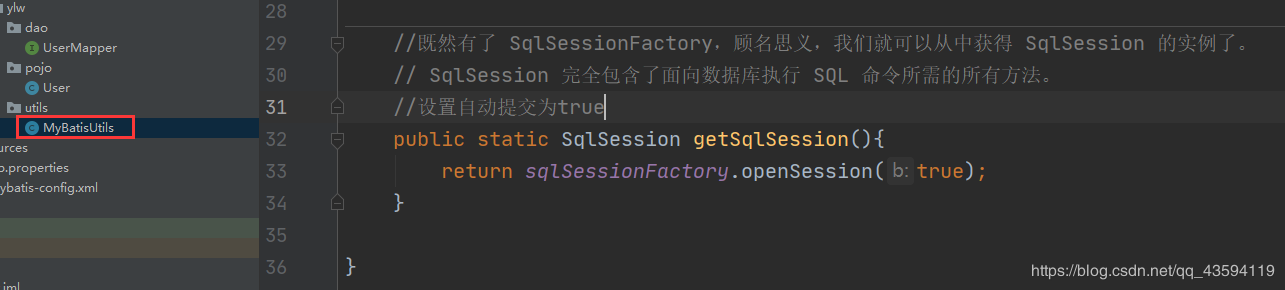 ylw
dao
UserMapper
pojo
User
utils
MyBatisUtils
urces
b.properties
ybatis-config.xml
.iml
28
29 //既然有了 SqlSessionFactory，顾名思义，我们就可以从中获得 SqlSession 的实例了。
30 // SqlSession 完全包含了面向数据库执行 SQL 命令所需的所有方法。
31 //设置自动提交为true
32 public static SqlSession getSqlSession(){
33 return sqlSessionFactory.openSession( b: true);
34 }
35
36 }
https://blog.csdn.net/qq_43594119